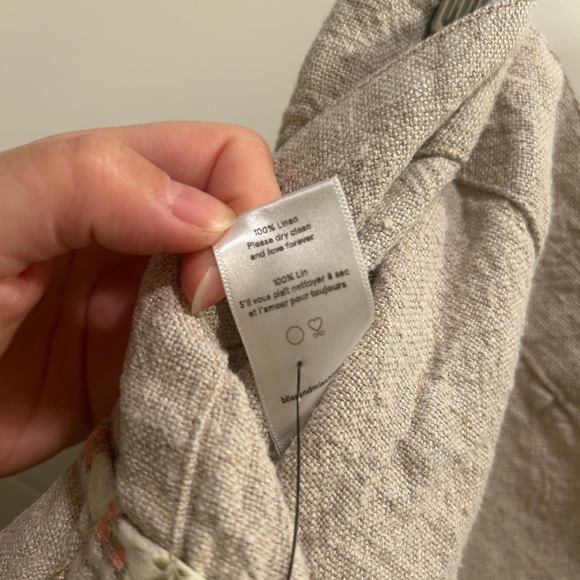 100% Linen
Please dry clean
and love forever
100% Lin
S'il vous plaît nettoyer à sec
et l'amour pour toujours